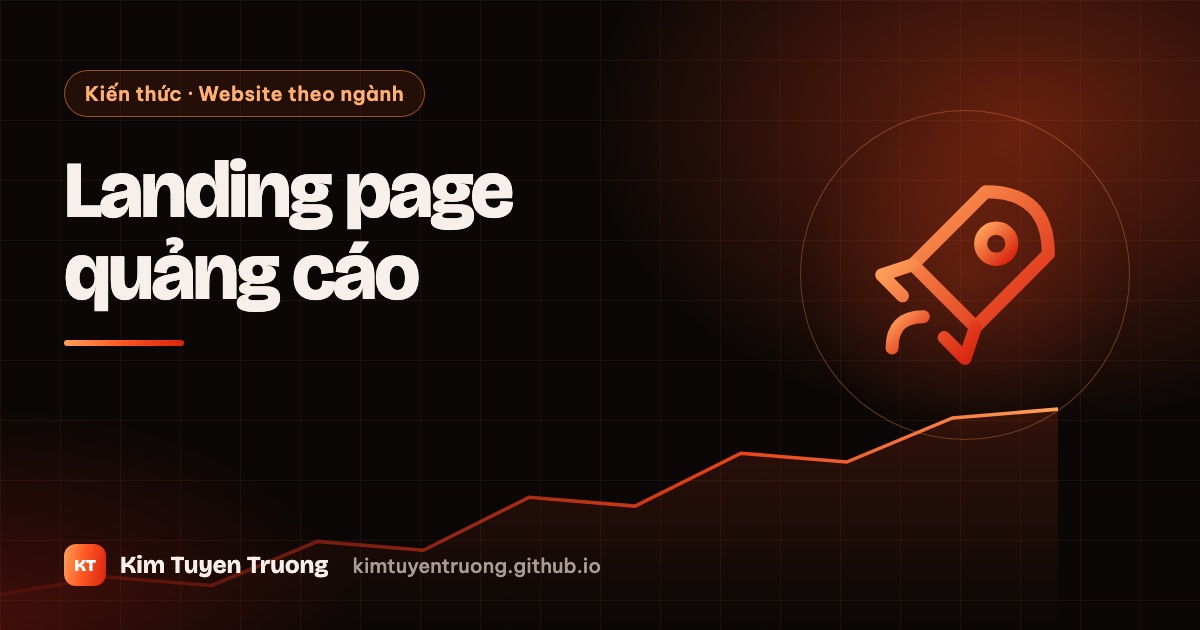 Kiến thức · Website theo ngành
Landing page
quảng cáo
KT
Kim Tuyen Truong
kimtuyentruong.github.io